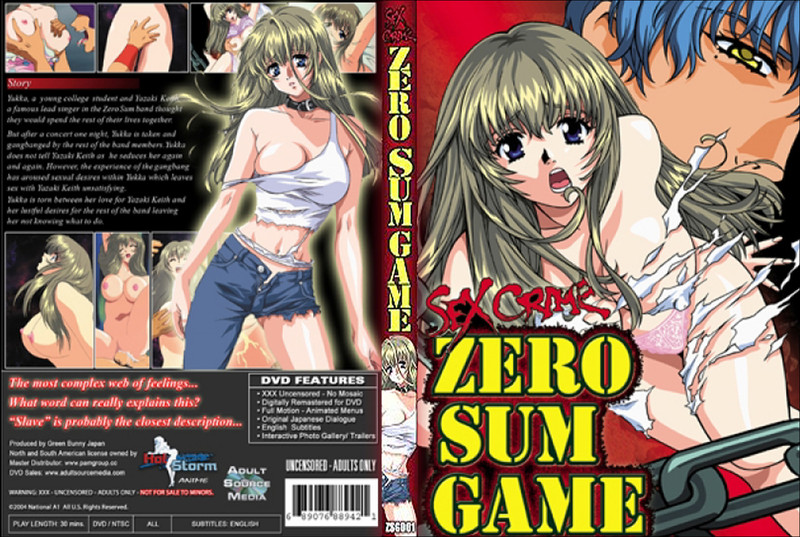 Story
Yukka, a young college student and Yazaki Keith,
a famous lead singer in the Zero Sum band thought
they would spend the rest of their lives together.
But after a concert one night, Yukka is taken and
gangbanged by the rest of the band members. Yukka
does not tell Yazaki Keith as he seduces her again
and again. However, the experience of the gangbang
has aroused sexual desires within Yukka which leaves
sex with Yazaki Keith unsatisfying.
Yukka is torn between her love for Yazaki Keith and
her lustful desires for the rest of the band leaving
her not knowing what to do.
The most complex web of feelings...
What word can really explains this?
"Slave" is probably the closest description...
DVD FEATURES
• XXX Uncensored - No Mosaic
• Digitally Remastered for DVD
• Full Motion - Animated Menus
• Original Japanese Dialogue
• English Subtitles
• Interactive Photo Gallery/ Trailers
Produced by Green Bunny Japan
North and South American license owned by
Master Distributor: www.pamgroup.cc
DVD Sales: www.adultsourcemedia.com
Hot Storm
ANIME
ADULT
SOURCE
MEDIA
UNCENSORED - ADULTS ONLY
WARNING: XXX - UNCENSORED - ADULTS ONLY - NOT FOR SALE TO MINORS.
©2004 National A1 All U.S. Rights Reserved.
PLAY LENGTH: 30 mins. DVD / NTSC ALL SUBTITLES: ENGLISH
6 89076 88942 1
SEX
CRIME
ZERO SUM GAME
ZS6001
SEX CRIME
ZERO
SUM
GAME